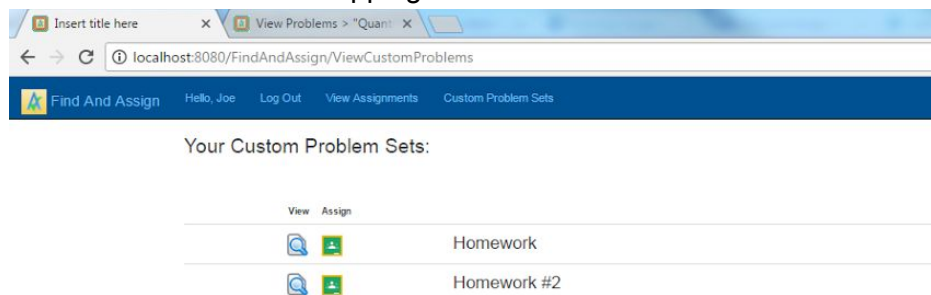 Insert title here View Problems > "Quant
localhost:8080/FindAndAssign/ViewCustomProblems
Find And Assign Hello, Joe Log Out View Assignments Custom Problem Sets
Your Custom Problem Sets:
View Assign
Homework
Homework #2